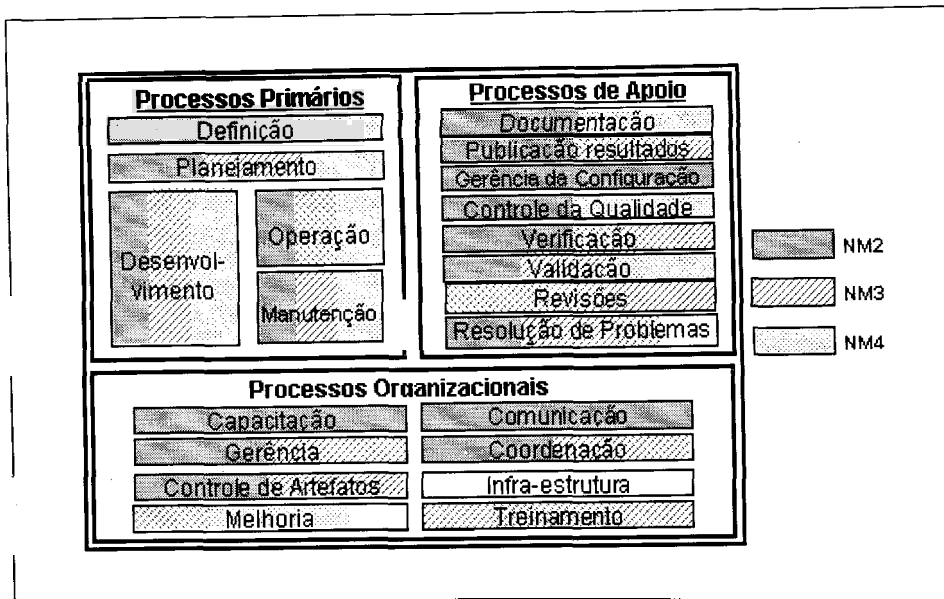 Processos Primários
Definição
Planejamento
Desenvol-
vimento
Operação
Manutenção
Processos de Apoio
Documentação
Publicação resultados
Gerência da Configuração
Controle da Qualidade
Verificação
Validação
Revisões
Resolução de Problemas
NM2
NM3
NM4
Processos Organizacionais
Capacitação
Comunicação
Gerência
Coordenação
Controle de Artefatos
Infra-estrutura
Melhoria
Treinamento